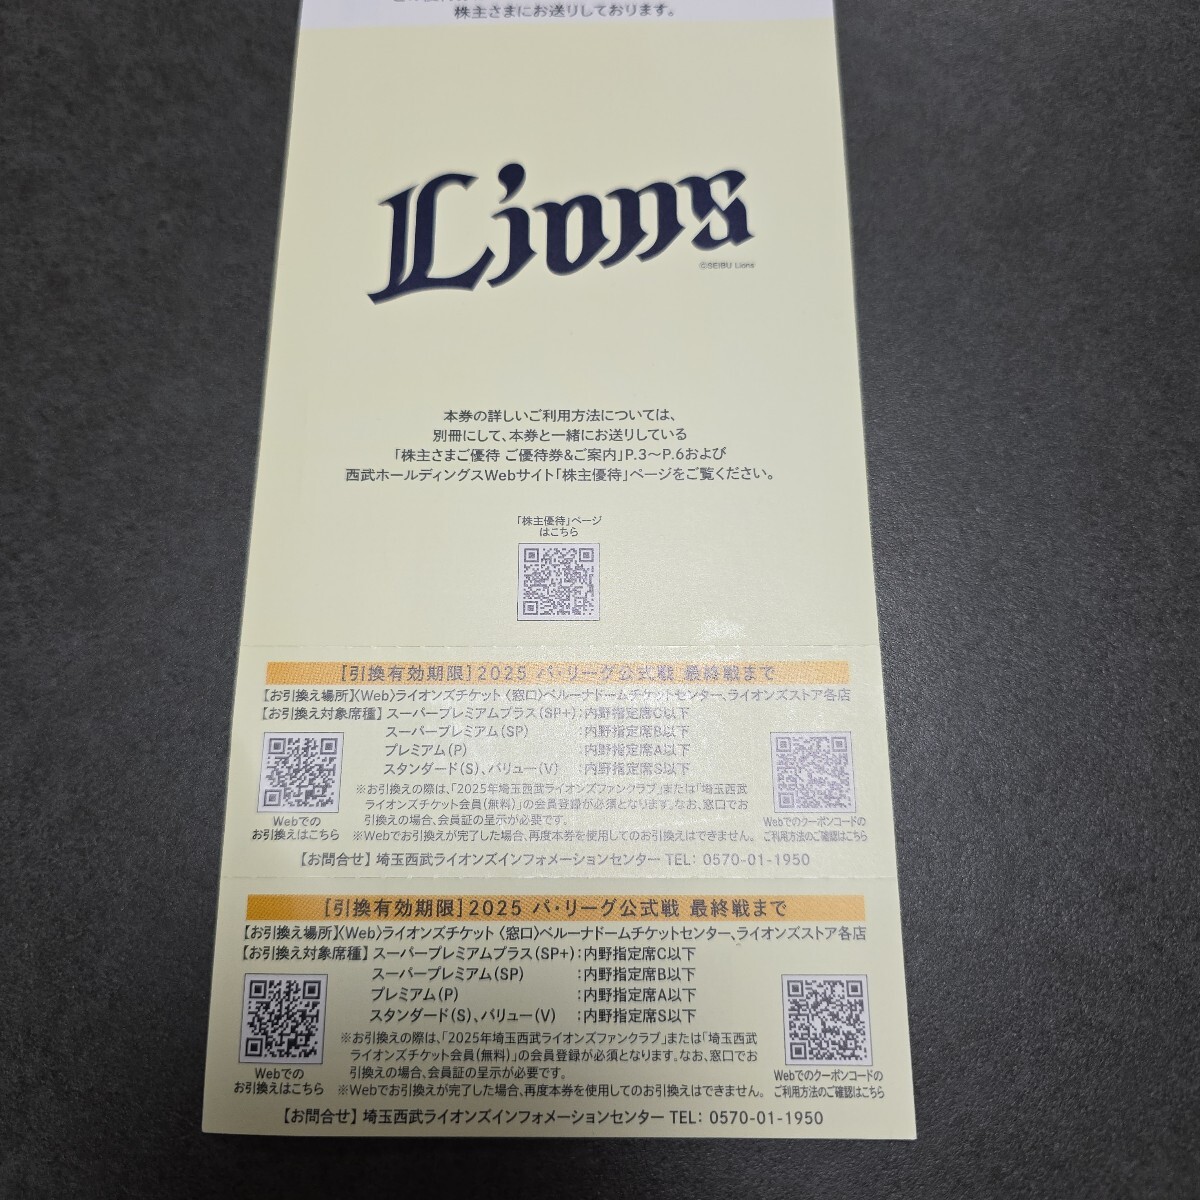 株主さまにお送りしております。
Lions
©SEIBU Lions
本券の詳しいご利用方法については、
別冊にして、本券と一緒にお送りしている
「株主さまご優待 ご優待券&ご案内」P.3～P.6および
西武ホールディングスWebサイト「株主優待」ページをご覧ください。
「株主優待」ページ
はこちら
[引換有効期限]2025 パ・リーグ公式戦 最終戦まで
【お引換え場所】〈Web〉ライオンズチケット 〈窓口〉ベルーナドームチケットセンター、ライオンズストア各店
【お引換え対象席種】スーパープレミアムプラス(SP+):内野指定席C以下
スーパープレミアム(SP) :内野指定席B以下
プレミアム(P) :内野指定席A以下
スタンダード(S)、バリュー(V) :内野指定席S以下
※お引換えの際は、「2025年埼玉西武ライオンズファンクラブ」または「埼玉西武
ライオンズチケット会員(無料)」の会員登録が必須となります。なお、窓口でお
引換えの場合、会員証の呈示が必要です。
※Webでお引換えが完了した場合、再度本券を使用してのお引換えはできません。
Webでの
お引換えはこちら
Webでのクーポンコードの
ご利用方法のご確認はこちら
【お問合せ】埼玉西武ライオンズインフォメーションセンター TEL: 0570-01-1950
[引換有効期限]2025 パ・リーグ公式戦 最終戦まで
【お引換え場所】〈Web〉ライオンズチケット 〈窓口〉ベルーナドームチケットセンター、ライオンズストア各店
【お引換え対象席種】スーパープレミアムプラス(SP+):内野指定席C以下
スーパープレミアム(SP) :内野指定席B以下
プレミアム(P) :内野指定席A以下
スタンダード(S)、バリュー(V) :内野指定席S以下
※お引換えの際は、「2025年埼玉西武ライオンズファンクラブ」または「埼玉西武
ライオンズチケット会員(無料)」の会員登録が必須となります。なお、窓口でお
引換えの場合、会員証の呈示が必要です。
※Webでお引換えが完了した場合、再度本券を使用してのお引換えはできません。
Webでの
お引換えはこちら
Webでのクーポンコードの
ご利用方法のご確認はこちら
【お問合せ】埼玉西武ライオンズインフォメーションセンター TEL: 0570-01-1950